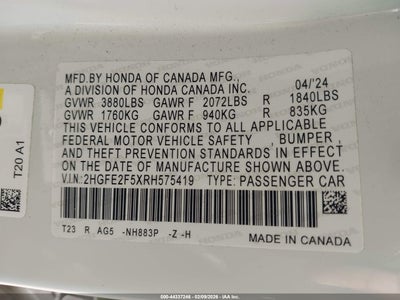 MFD.BY HONDA OF CANADA MFG., 04/'24
A DIVISION OF HONDA CANADA INC.
GVWR 3880LBS GAWR F 2072LBS R 1840LBS
GVWR 1760KG GAWR F 940KG R 835KG
THIS VEHICLE CONFORMS TO ALL APPLICABLE
FEDERAL MOTOR VEHICLE SAFETY , BUMPER ,
AND THEFT PREVENTION STANDARDS IN EFFECT ON
THE DATE OF MANUFACTURE SHOWN ABOVE.
V.I.N:2HGFE2F5XRH575419 TYPE: PASSENGER CAR
T23 R AG5 -NH883P -Z -H
MADE IN CANADA
T20 A1
500-44337246 - 02/09/2026 - IAA Inc.